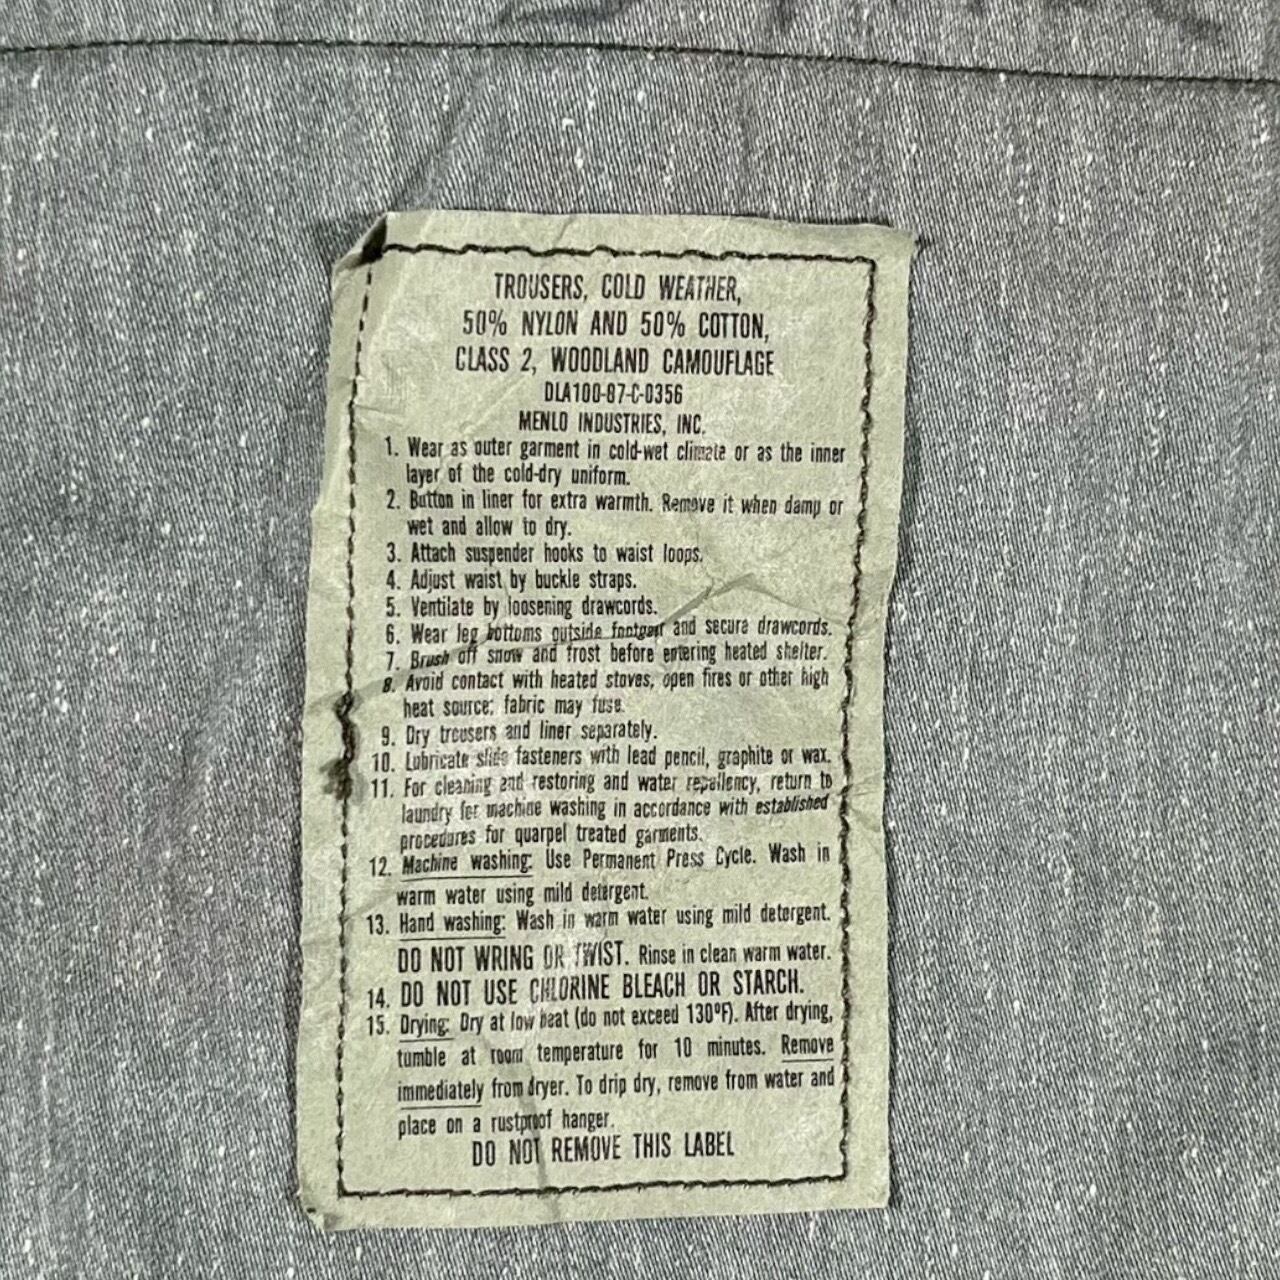 TROUSERS, COLD WEATHER,
50% NYLON AND 50% COTTON,
CLASS 2, WOODLAND CAMOUFLAGE
DLA100-87-C-0356
MENLO INDUSTRIES, INC.
1. Wear as outer garment in cold-wet climate or as the inner
layer of the cold-dry uniform.
2. Button in liner for extra warmth. Remove it when damp or
wet and allow to dry.
3. Attach suspender hooks to waist loops.
4. Adjust waist by buckle straps.
5. Ventilate by loosening drawcords.
6. Wear leg bottoms outside footgear and secure drawcords.
7. Brush off snow and frost before entering heated shelter.
8. Avoid contact with heated stoves, open fires or other high
heat source; fabric may fuse.
9. Dry trousers and liner separately.
10. Lubricate slide fasteners with lead pencil, graphite or wax.
11. For cleaning and restoring and water repellency, return to
laundry for machine washing in accordance with established
procedures for quarpel treated garments.
12. Machine washing: Use Permanent Press Cycle. Wash in
warm water using mild detergent.
13. Hand washing: Wash in warm water using mild detergent.
DO NOT WRING OR TWIST. Rinse in clean warm water.
14. DO NOT USE CHLORINE BLEACH OR STARCH.
15. Drying: Dry at low heat (do not exceed 130°F). After drying,
tumble at room temperature for 10 minutes. Remove
immediately from dryer. To drip dry, remove from water and
place on a rustproof hanger.
DO NOT REMOVE THIS LABEL